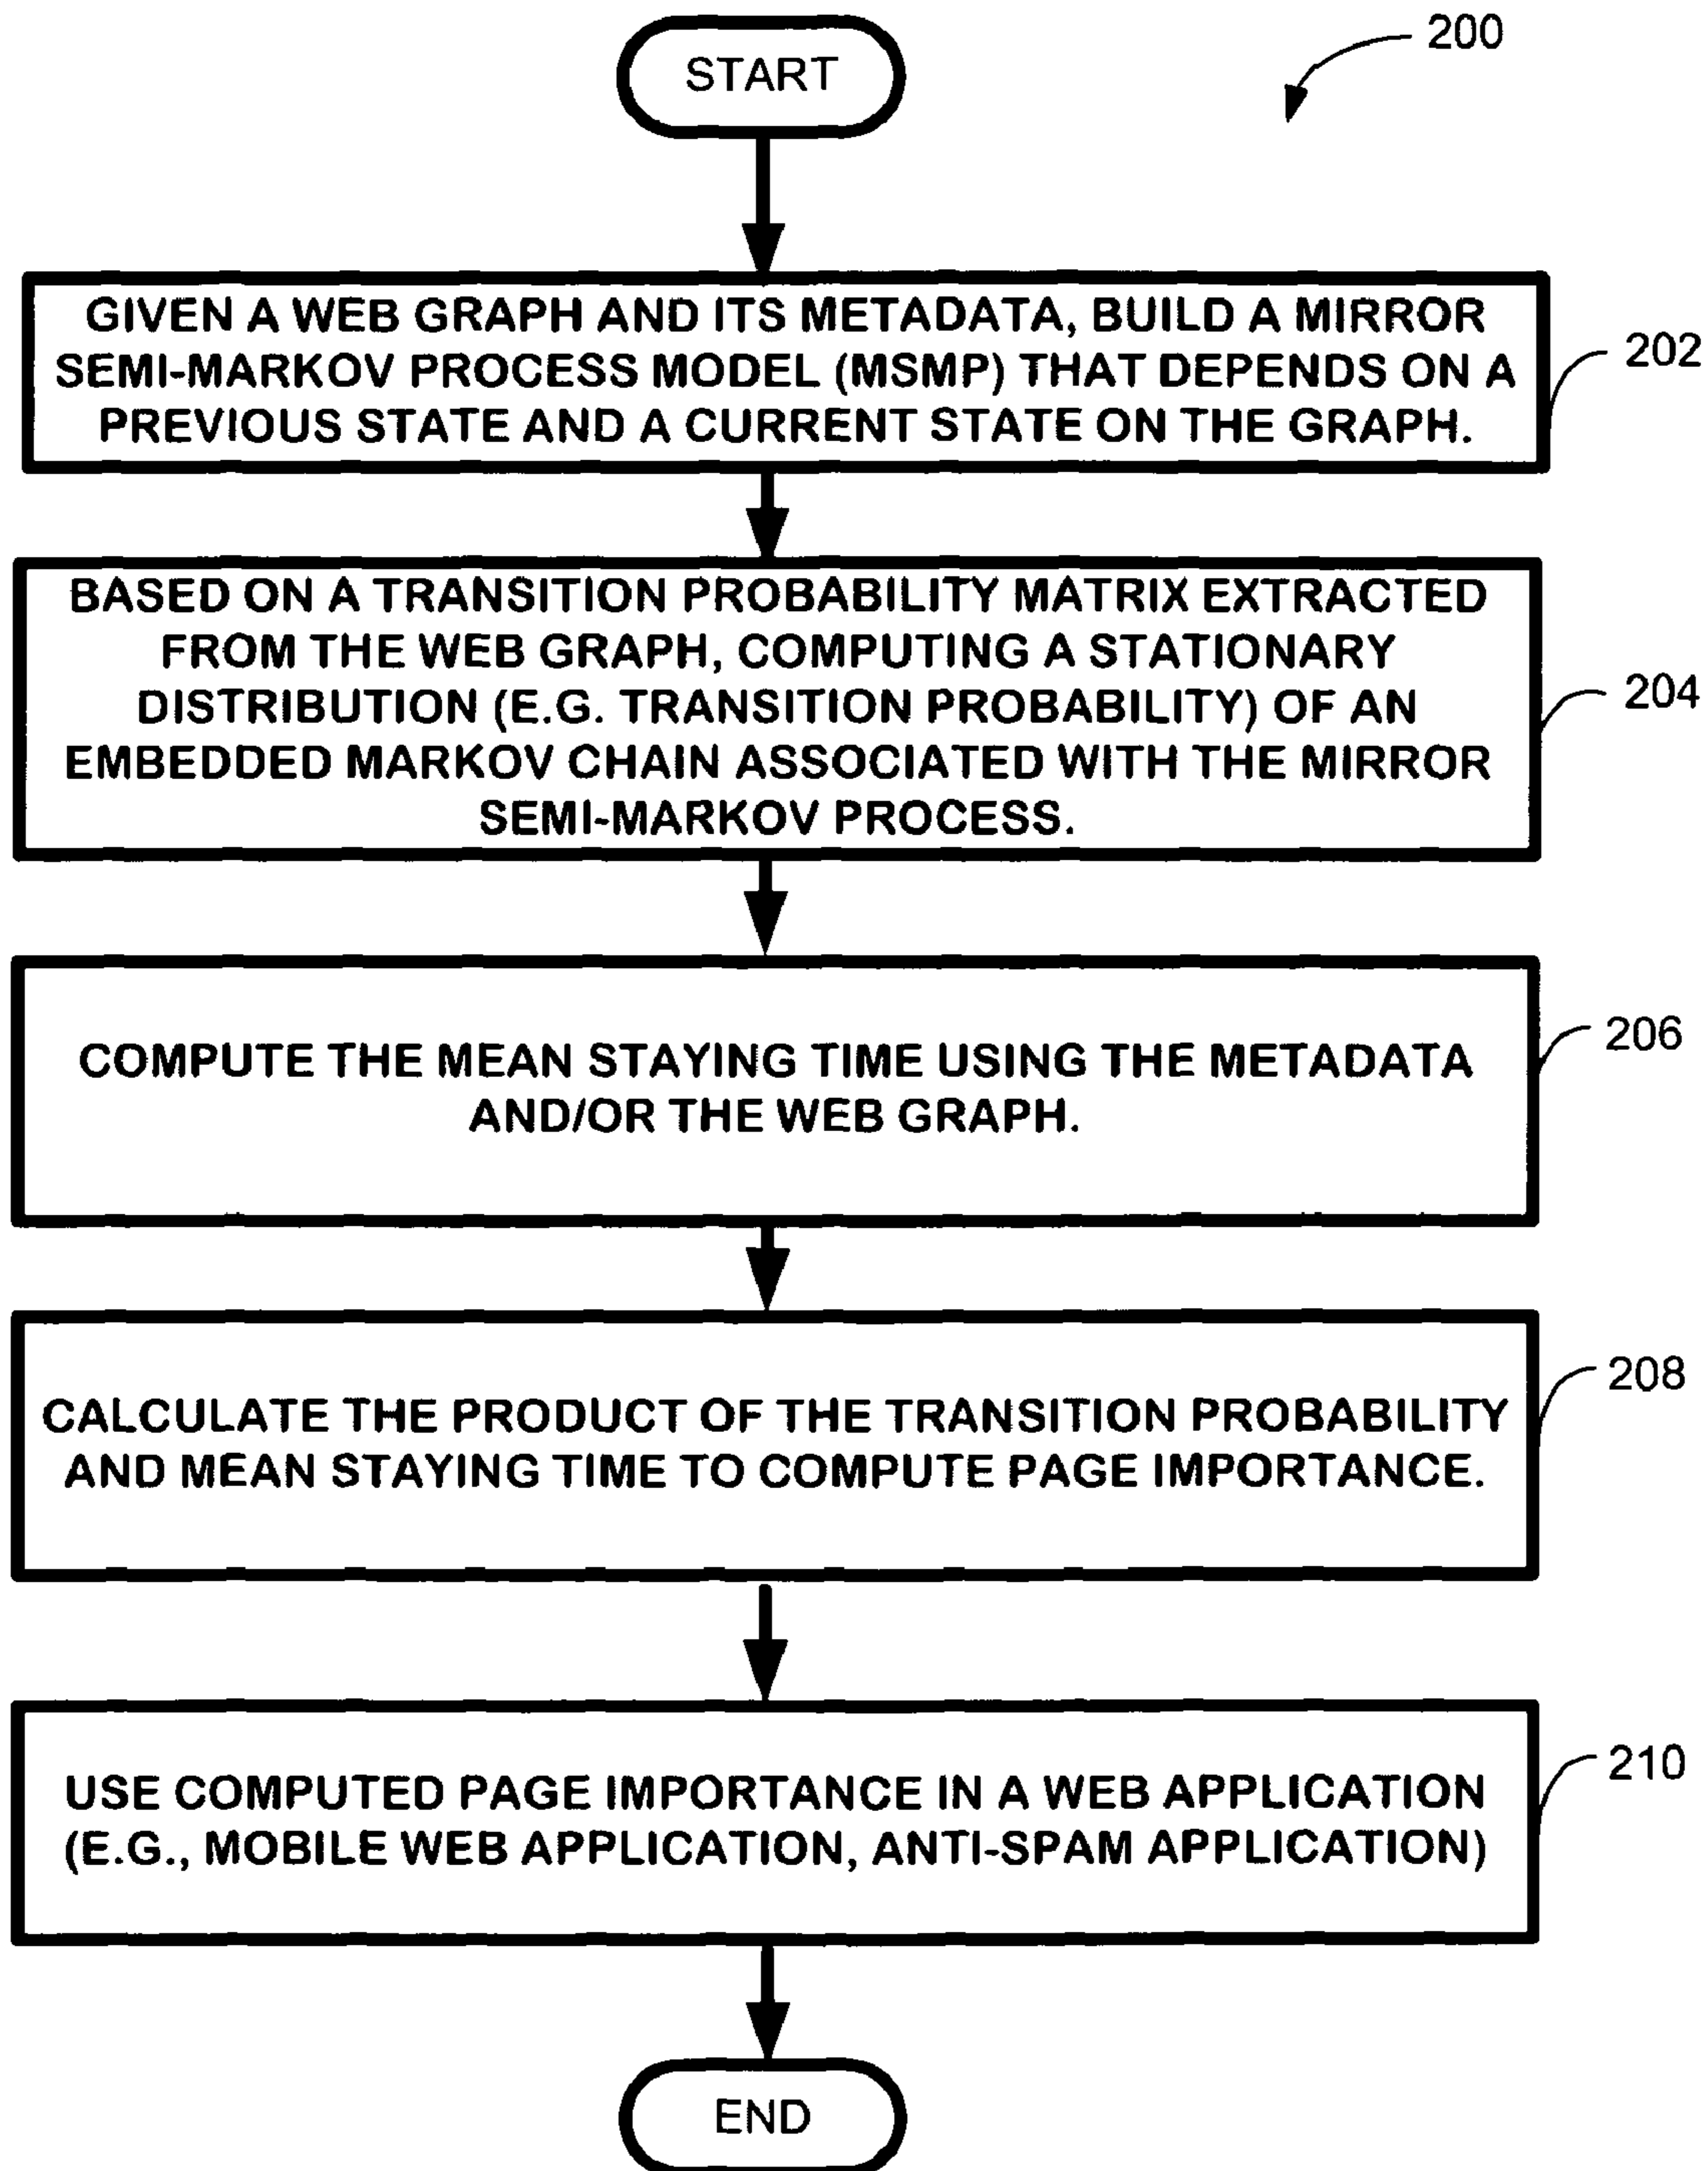 START
200
GIVEN A WEB GRAPH AND ITS METADATA, BUILD A MIRROR
SEMI-MARKOV PROCESS MODEL (MSMP) THAT DEPENDS ON A
PREVIOUS STATE AND A CURRENT STATE ON THE GRAPH.
202
BASED ON A TRANSITION PROBABILITY MATRIX EXTRACTED
FROM THE WEB GRAPH, COMPUTING A STATIONARY
DISTRIBUTION (E.G. TRANSITION PROBABILITY) OF AN
EMBEDDED MARKOV CHAIN ASSOCIATED WITH THE MIRROR
SEMI-MARKOV PROCESS.
204
COMPUTE THE MEAN STAYING TIME USING THE METADATA
AND/OR THE WEB GRAPH.
206
CALCULATE THE PRODUCT OF THE TRANSITION PROBABILITY
AND MEAN STAYING TIME TO COMPUTE PAGE IMPORTANCE.
208
USE COMPUTED PAGE IMPORTANCE IN A WEB APPLICATION
(E.G., MOBILE WEB APPLICATION, ANTI-SPAM APPLICATION)
210
END